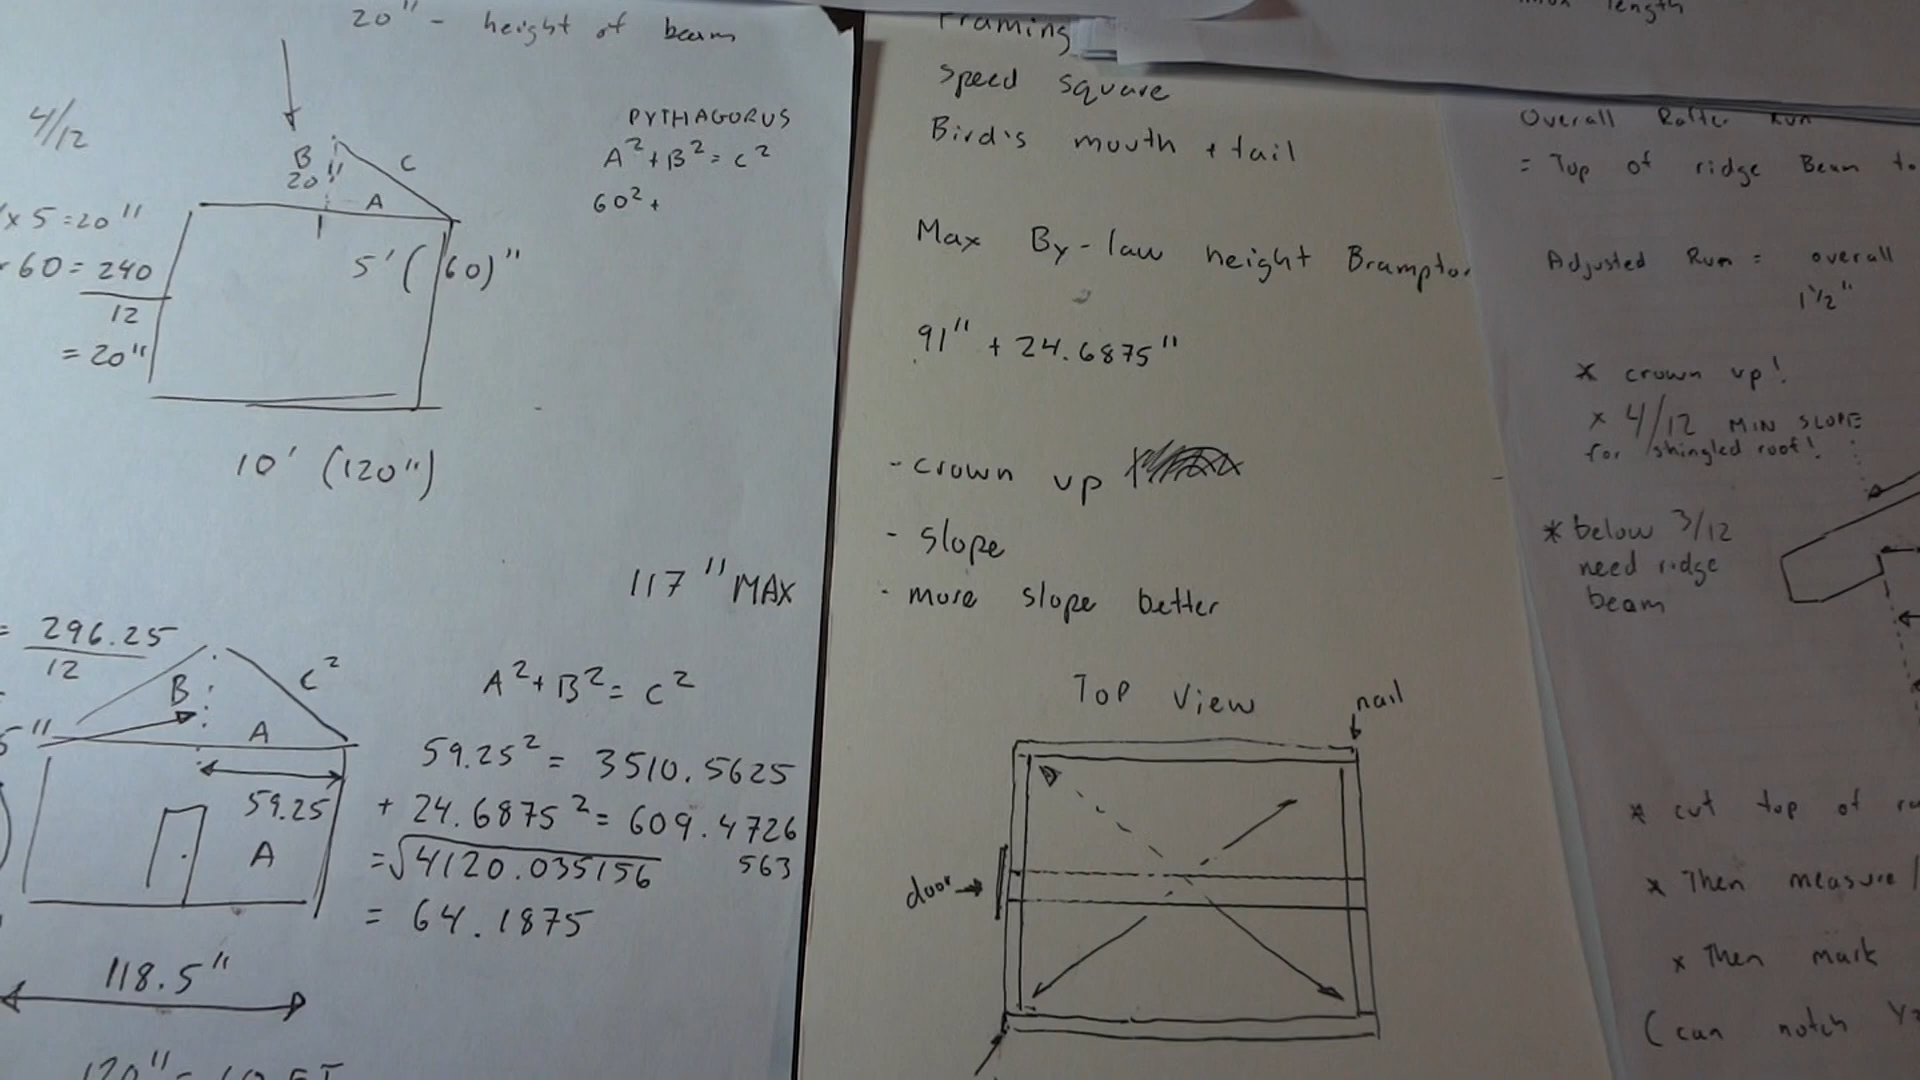 20" - height of beam
4/12
B
20"
C
A
x 5 = 20"
60 = 240
12
= 20"
5' (60)"
10' (120")
PYTHAGORUS
A² + B² = C²
60² +
117" MAX
= 296.25
12
B
C²
A
5"
59.25
A
118.5"
A² + B² = C²
59.25² = 3510.5625
+ 24.6875² = 609.4726
563
= √4120.035156
= 64.1875
Framing
Speed square
Bird's mouth + tail
Max By-law height Brampton
91" + 24.6875"
- crown up
- slope
- more slope better
Top View
nail
door
length
Overall Rafter Run
= Top of ridge Beam to
Adjusted Run = overall
1 1/2"
* crown up!
x 4/12 MIN SLOPE
for shingled roof!
* below 3/12
need ridge
beam
* cut top of
* Then measure
* Then mark
(can notch